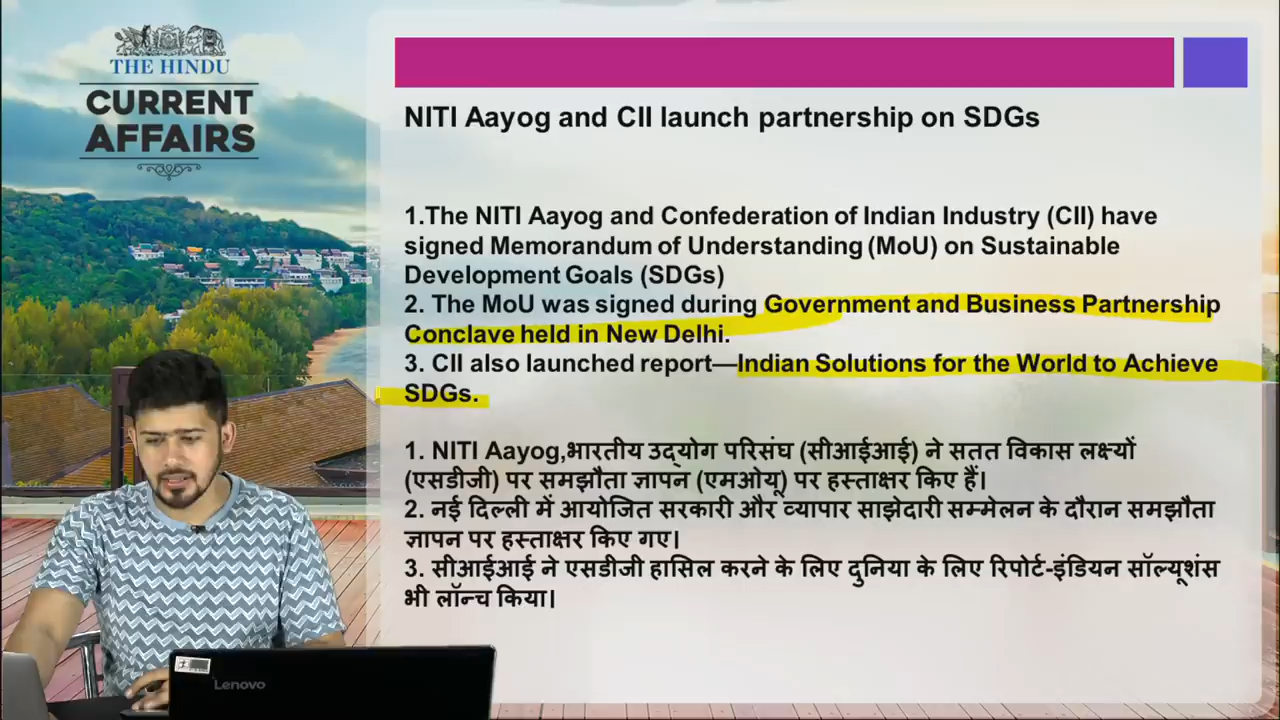 THE HINDU
CURRENT
AFFAIRS
NITI Aayog and CII launch partnership on SDGs
1.The NITI Aayog and Confederation of Indian Industry (CII) have
signed Memorandum of Understanding (MoU) on Sustainable
Development Goals (SDGs)
2. The MoU was signed during Government and Business Partnership
Conclave held in New Delhi.
3. CII also launched report—Indian Solutions for the World to Achieve
SDGs.
1. NITI Aayog,भारतीय उद्योग परिसंघ (सीआईआई) ने सतत विकास लक्ष्यों
(एसडीजी) पर समझौता ज्ञापन (एमओयू) पर हस्ताक्षर किए हैं।
2. नई दिल्ली में आयोजित सरकारी और व्यापार साझेदारी सम्मेलन के दौरान समझौता
ज्ञापन पर हस्ताक्षर किए गए।
3. सीआईआई ने एसडीजी हासिल करने के लिए दुनिया के लिए रिपोर्ट-इंडियन सॉल्यूशंस
भी लॉन्च किया।
Lenovo